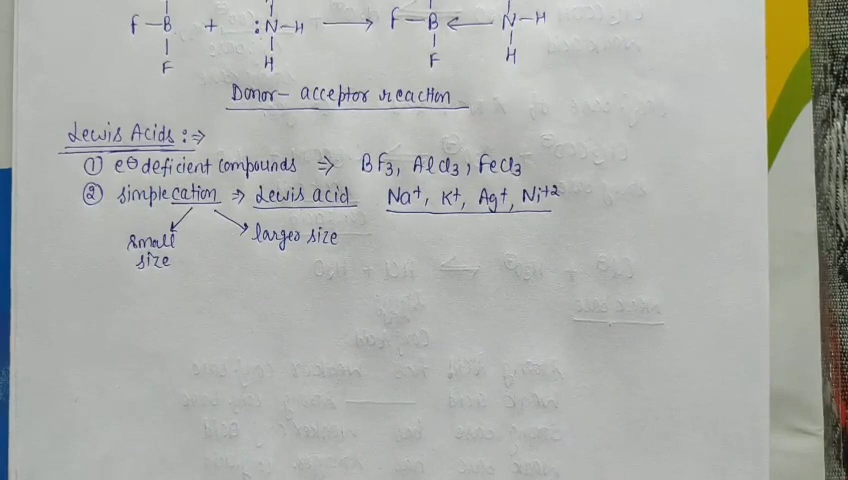 F-B + :N-H → F-B ← N-H
F H F H
Donor-acceptor reaction
Lewis Acids :⇒
① e⊖ deficient compounds ⇒ BF3, AlCl3, FeCl3
② simple cation ⇒ Lewis acid Na+, K+, Ag+, Ni+2
small size larger size